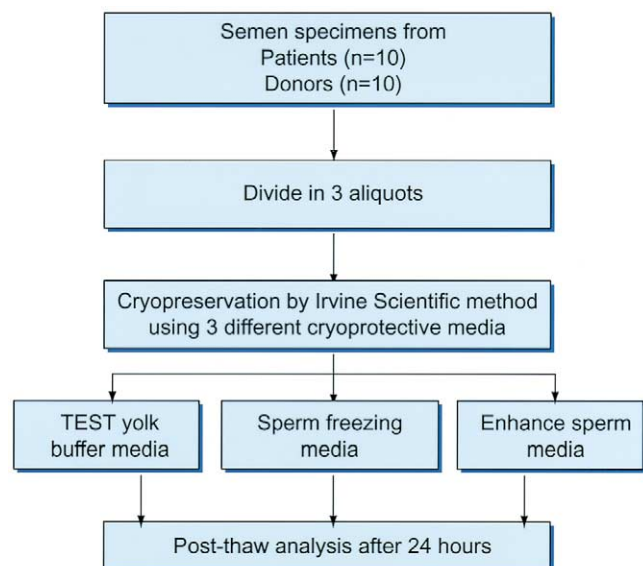 Semen specimens from
Patients (n=10)
Donors (n=10)
Divide in 3 aliquots
Cryopreservation by Irvine Scientific method
using 3 different cryoprotective media
TEST yolk
buffer media
Sperm freezing
media
Enhance sperm
media
Post-thaw analysis after 24 hours